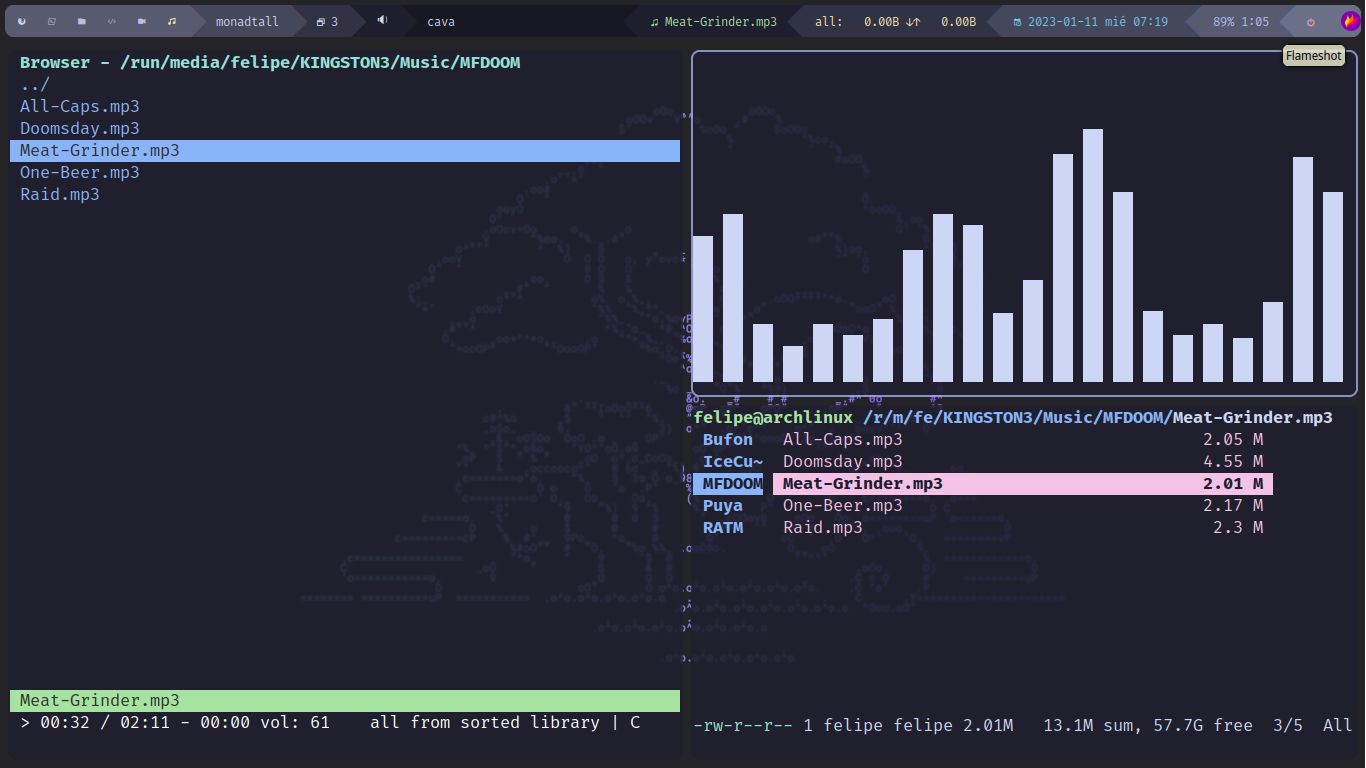 monadtall 3 cava Meat-Grinder.mp3 all: 0.00B ↓↑ 0.00B 2023-01-11 mié 07:19 89% 1:05
Flameshot
Browser - /run/media/felipe/KINGSTON3/Music/MFDOOM
../
All-Caps.mp3
Doomsday.mp3
Meat-Grinder.mp3
One-Beer.mp3
Raid.mp3
Meat-Grinder.mp3
> 00:32 / 02:11 - 00:00 vol: 61 all from sorted library | C
felipe@archlinux /r/m/fe/KINGSTON3/Music/MFDOOM/Meat-Grinder.mp3
Bufon All-Caps.mp3 2.05 M
IceCu~ Doomsday.mp3 4.55 M
MFDOOM Meat-Grinder.mp3 2.01 M
Puya One-Beer.mp3 2.17 M
RATM Raid.mp3 2.3 M
-rw-r--r-- 1 felipe felipe 2.01M 13.1M sum, 57.7G free 3/5 All